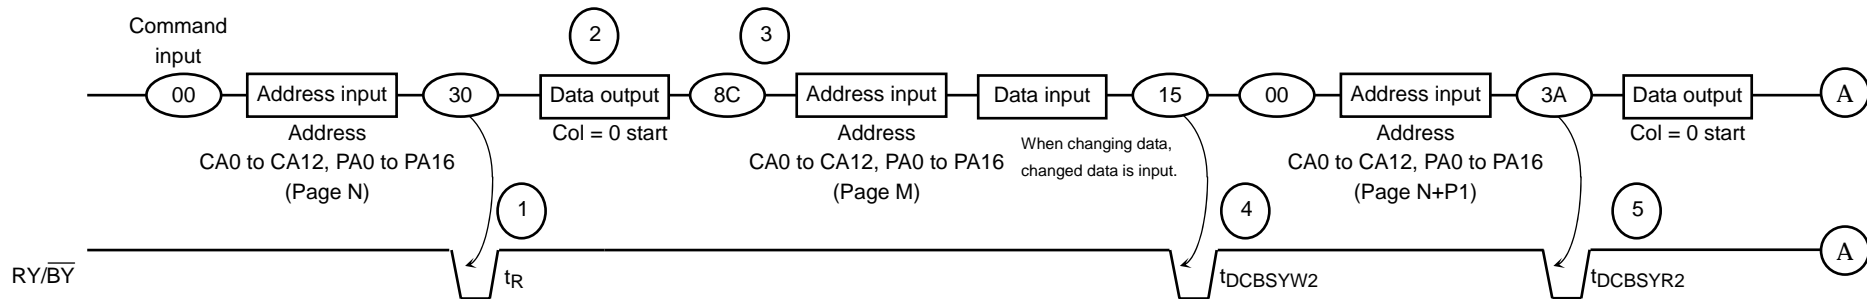 Command
input
2
3
00
Address input
30
Data output
8C
Address input
Data input
15
00
Address input
3A
Data output
A
Address
CA0 to CA12, PA0 to PA16
(Page N)
Col = 0 start
Address
CA0 to CA12, PA0 to PA16
(Page M)
When changing data,
changed data is input.
Address
CA0 to CA12, PA0 to PA16
(Page N+P1)
Col = 0 start
1
4
5
RY/BY
tR
tDCBSYW2
tDCBSYR2
A